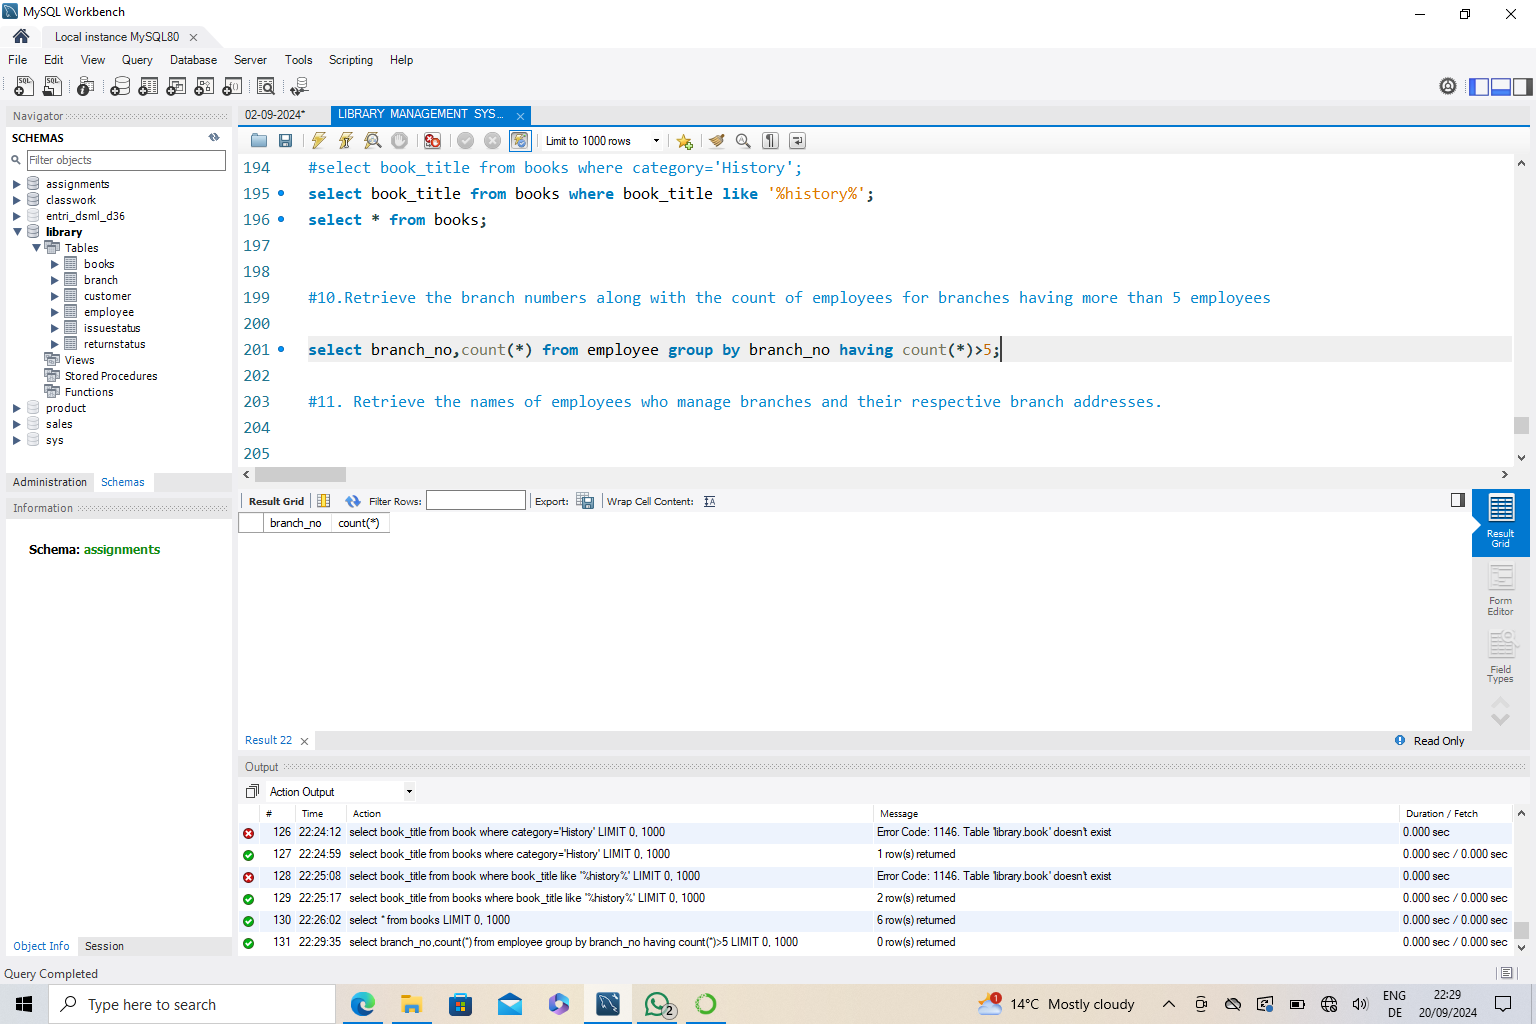 MySQL Workbench
Local instance MySQL80
File Edit View Query Database Server Tools Scripting Help
Navigator
SCHEMAS
Filter objects
assignments
classwork
entri_dsml_d36
library
Tables
books
branch
customer
employee
issuestatus
returnstatus
Views
Stored Procedures
Functions
product
sales
sys
Administration Schemas
Information
Schema: assignments
Object Info Session
Query Completed
02-09-2024* LIBRARY MANAGEMENT SYS...
Limit to 1000 rows
194 #select book_title from books where category='History';
195 select book_title from books where book_title like '%history%';
196 select * from books;
197
198
199 #10.Retrieve the branch numbers along with the count of employees for branches having more than 5 employees
200
201 select branch_no,count(*) from employee group by branch_no having count(*)>5;
202
203 #11. Retrieve the names of employees who manage branches and their respective branch addresses.
204
205
Result Grid Filter Rows: Export: Wrap Cell Content:
branch_no count(*)
Result Grid
Form Editor
Field Types
Result 22
Read Only
Output
Action Output
# Time Action Message Duration / Fetch
126 22:24:12 select book_title from book where category='History' LIMIT 0, 1000 Error Code: 1146. Table 'library.book' doesn't exist 0.000 sec
127 22:24:59 select book_title from books where category='History' LIMIT 0, 1000 1 row(s) returned 0.000 sec / 0.000 sec
128 22:25:08 select book_title from book where book_title like '%history%' LIMIT 0, 1000 Error Code: 1146. Table 'library.book' doesn't exist 0.000 sec
129 22:25:17 select book_title from books where book_title like '%history%' LIMIT 0, 1000 2 row(s) returned 0.000 sec / 0.000 sec
130 22:26:02 select * from books LIMIT 0, 1000 6 row(s) returned 0.000 sec / 0.000 sec
131 22:29:35 select branch_no,count(*) from employee group by branch_no having count(*)>5 LIMIT 0, 1000 0 row(s) returned 0.000 sec / 0.000 sec
Type here to search
2
1
14°C Mostly cloudy
ENG
DE
22:29
20/09/2024